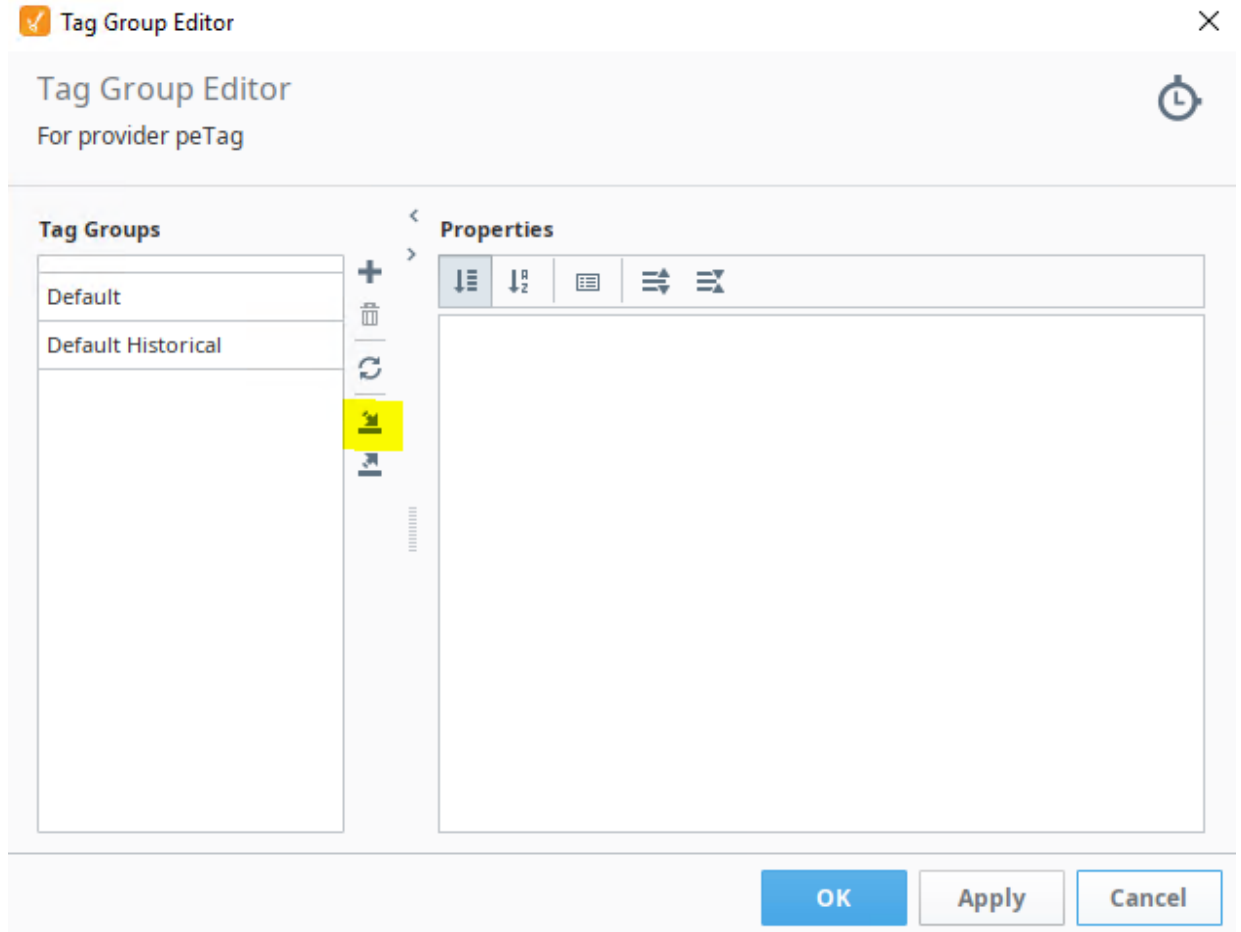 Tag Group Editor
Tag Group Editor
For provider peTag
Tag Groups
Properties
Default
Default Historical
OK
Apply
Cancel